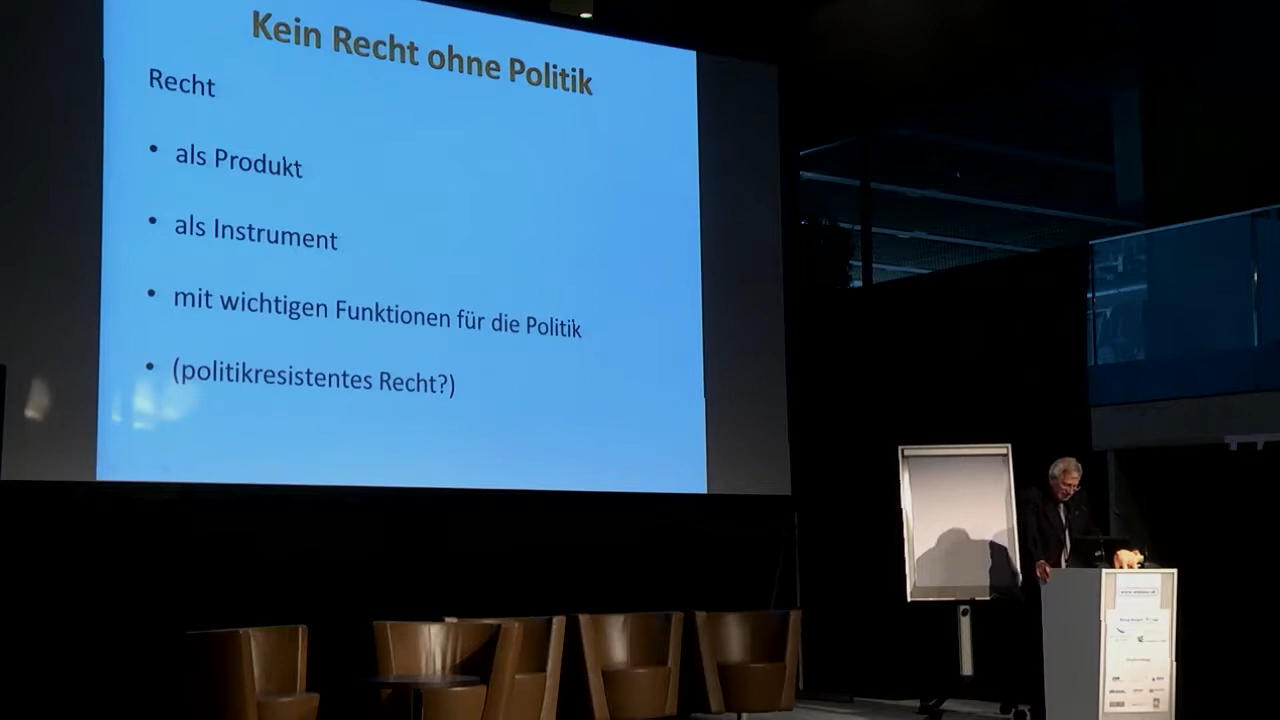 Kein Recht ohne Politik
Recht
• als Produkt
• als Instrument
• mit wichtigen Funktionen für die Politik
• (politikresistentes Recht?)